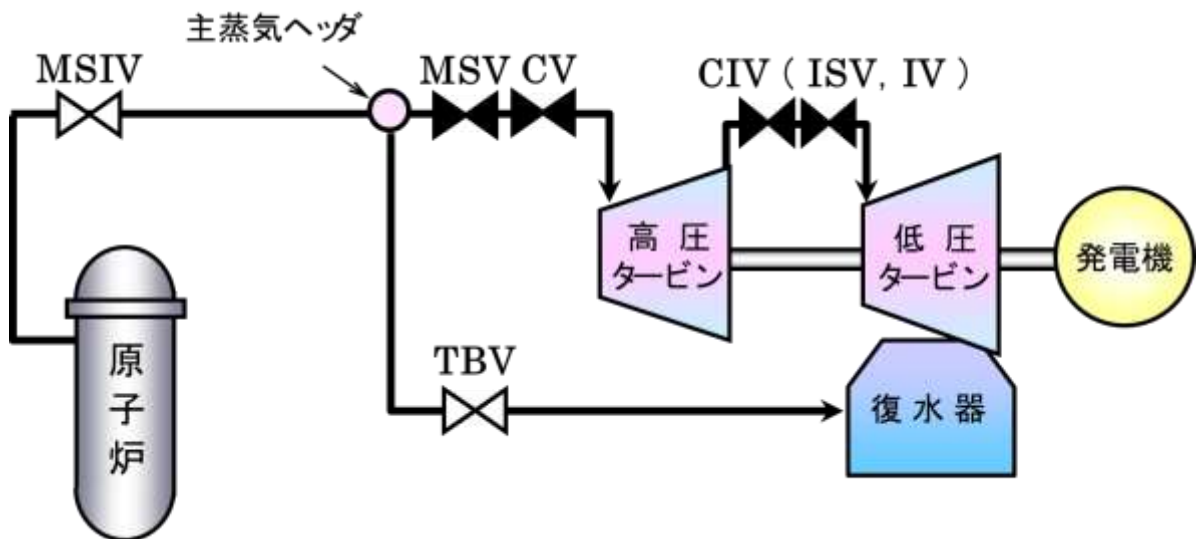 主蒸気ヘッダ
MSIV
MSV
CV
CIV ( ISV, IV )
高圧
タービン
低圧
タービン
発電機
原
子
炉
TBV
復水器